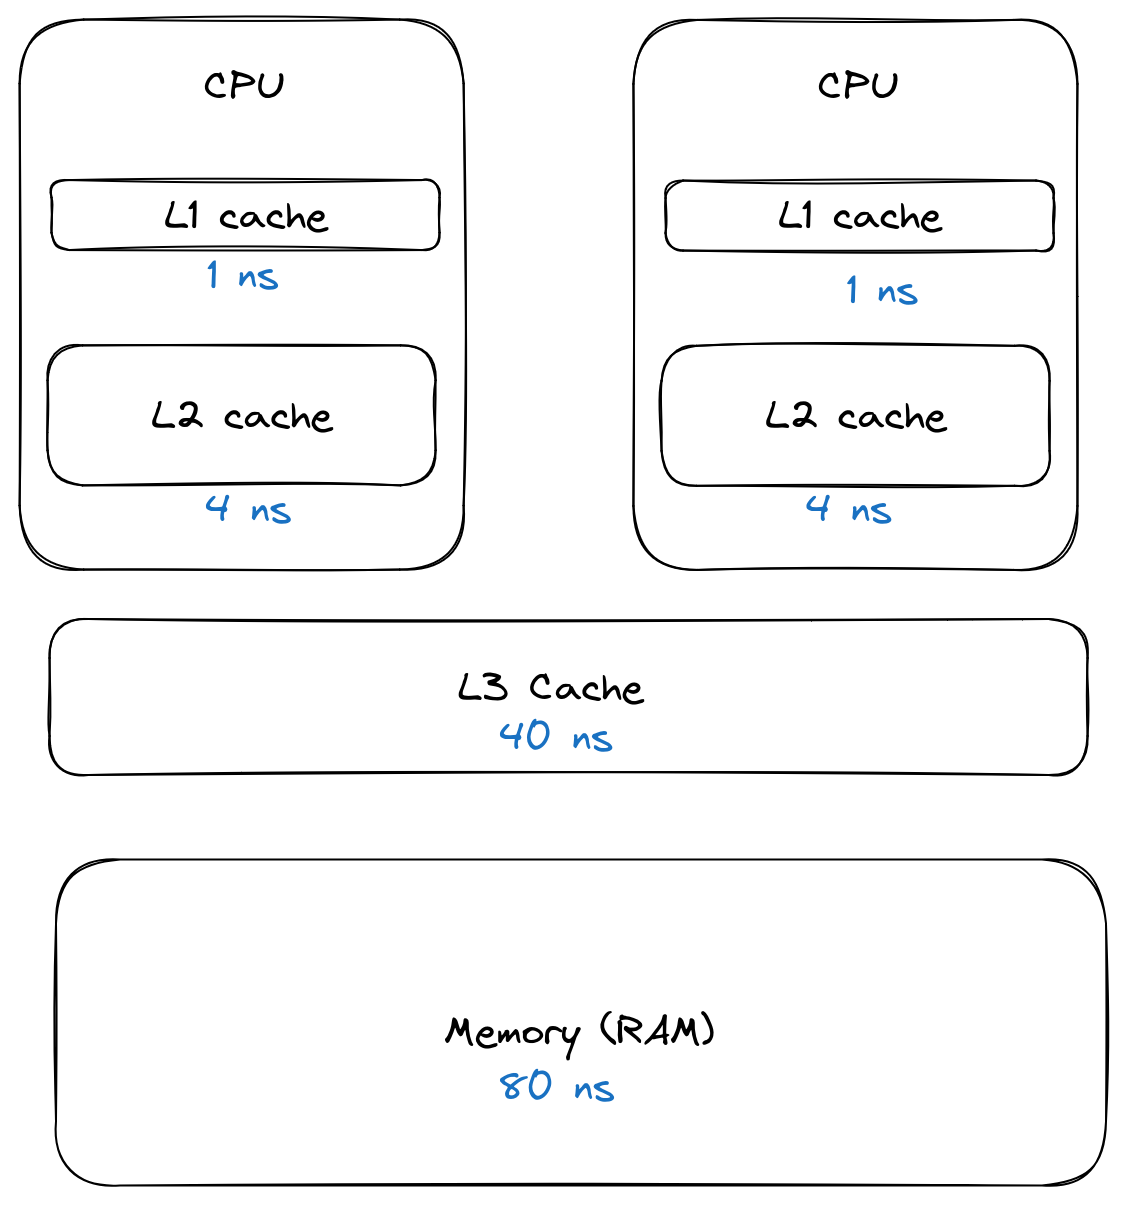 CPU
L1 cache
1 ns
L2 cache
4 ns
CPU
L1 cache
1 ns
L2 cache
4 ns
L3 Cache
40 ns
Memory (RAM)
80 ns